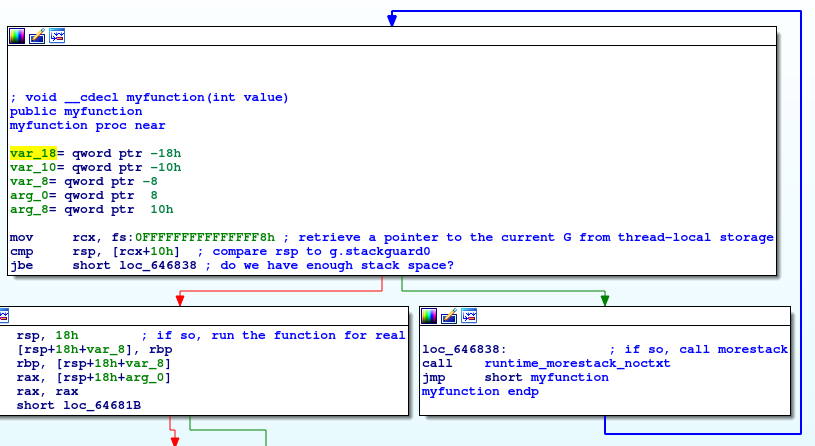 ; void __cdecl myfunction(int value)
public myfunction
myfunction proc near
var_18= qword ptr -18h
var_10= qword ptr -10h
var_8= qword ptr -8
arg_0= qword ptr  8
arg_8= qword ptr  10h
mov     rcx, fs:0FFFFFFFFFFFFFFF8h ; retrieve a pointer to the current G from thread-local storage
cmp     rsp, [rcx+10h]  ; compare rsp to g.stackguard0
jbe     short loc_646838 ; do we have enough stack space?
rsp, 18h        ; if so, run the function for real
[rsp+18h+var_8], rbp
rbp, [rsp+18h+var_8]
rax, [rsp+18h+arg_0]
rax, rax
short loc_64681B
loc_646838:             ; if so, call morestack
call    runtime_morestack_noctxt
jmp     short myfunction
myfunction endp